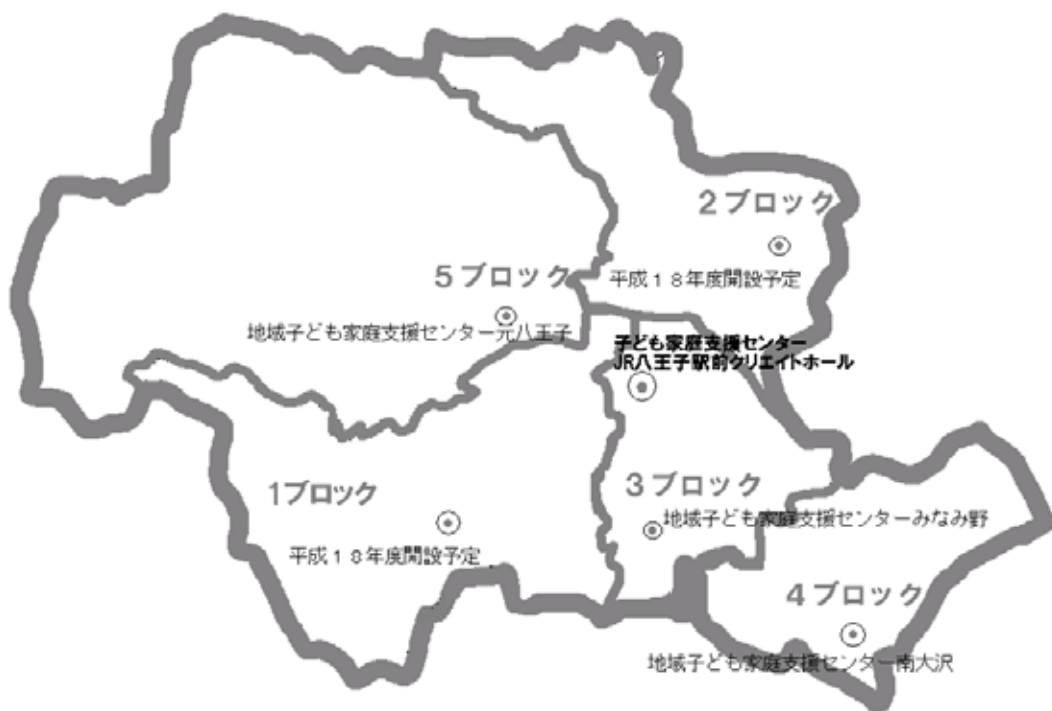 2ブロック
平成18年度開設予定
5ブロック
地域子ども家庭支援センター元八王子
子ども家庭支援センター
JR八王子駅前クリエイトホール
1ブロック
平成18年度開設予定
3ブロック
地域子ども家庭支援センターみなみ野
4ブロック
地域子ども家庭支援センター南大沢